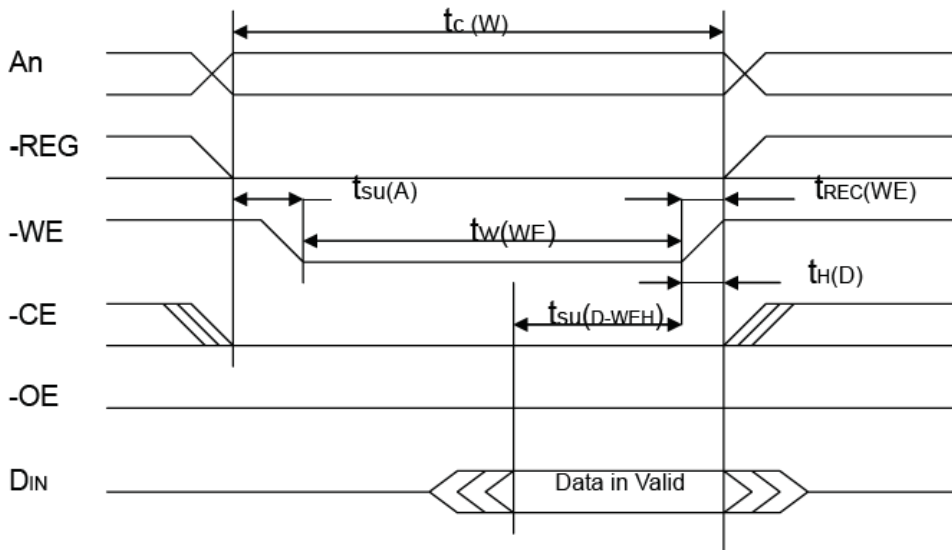 tc (W)
An
-REG
tsu(A)
tREC(WE)
-WE
tw(WE)
tH(D)
-CE
tsu(D-WEH)
-OE
DIN
Data in Valid